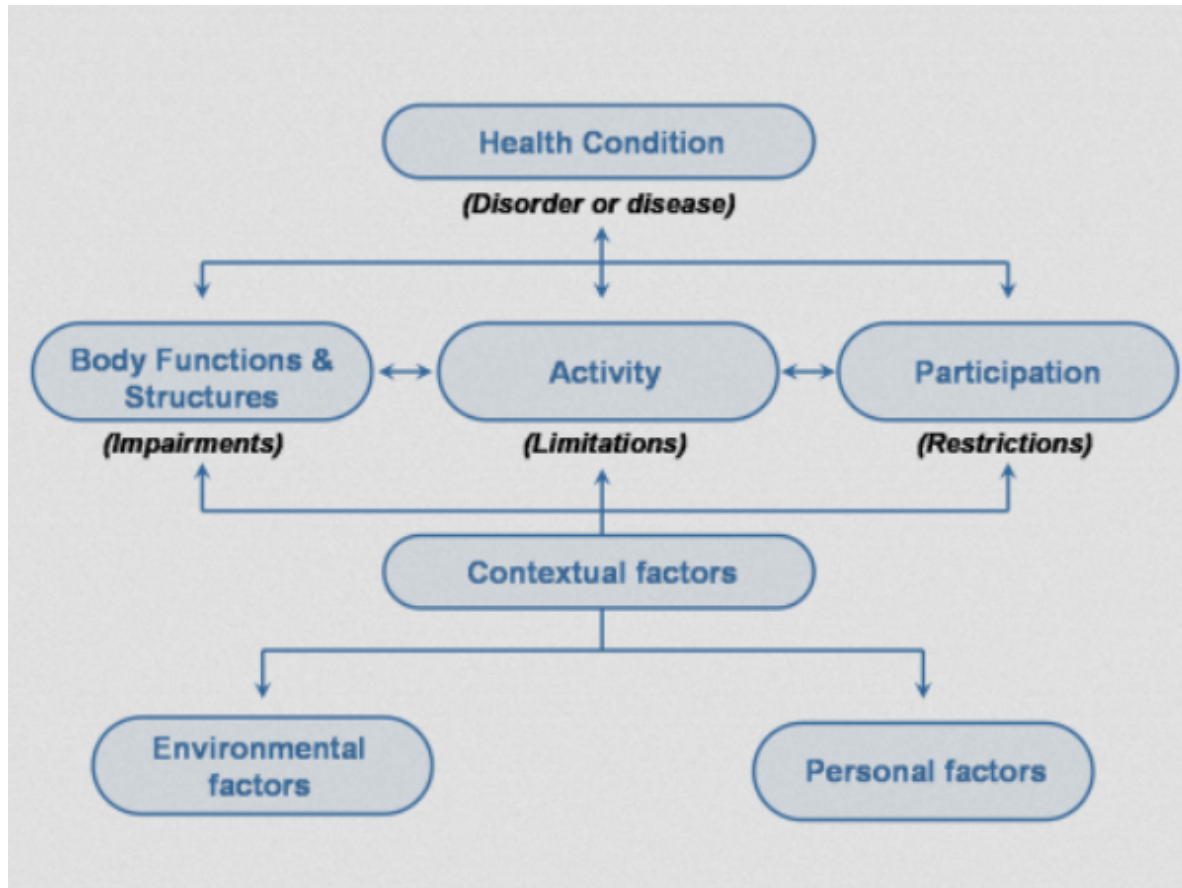 Health Condition
(Disorder or disease)
Body Functions &
Structures
(Impairments)
Activity
(Limitations)
Participation
(Restrictions)
Contextual factors
Environmental
factors
Personal factors